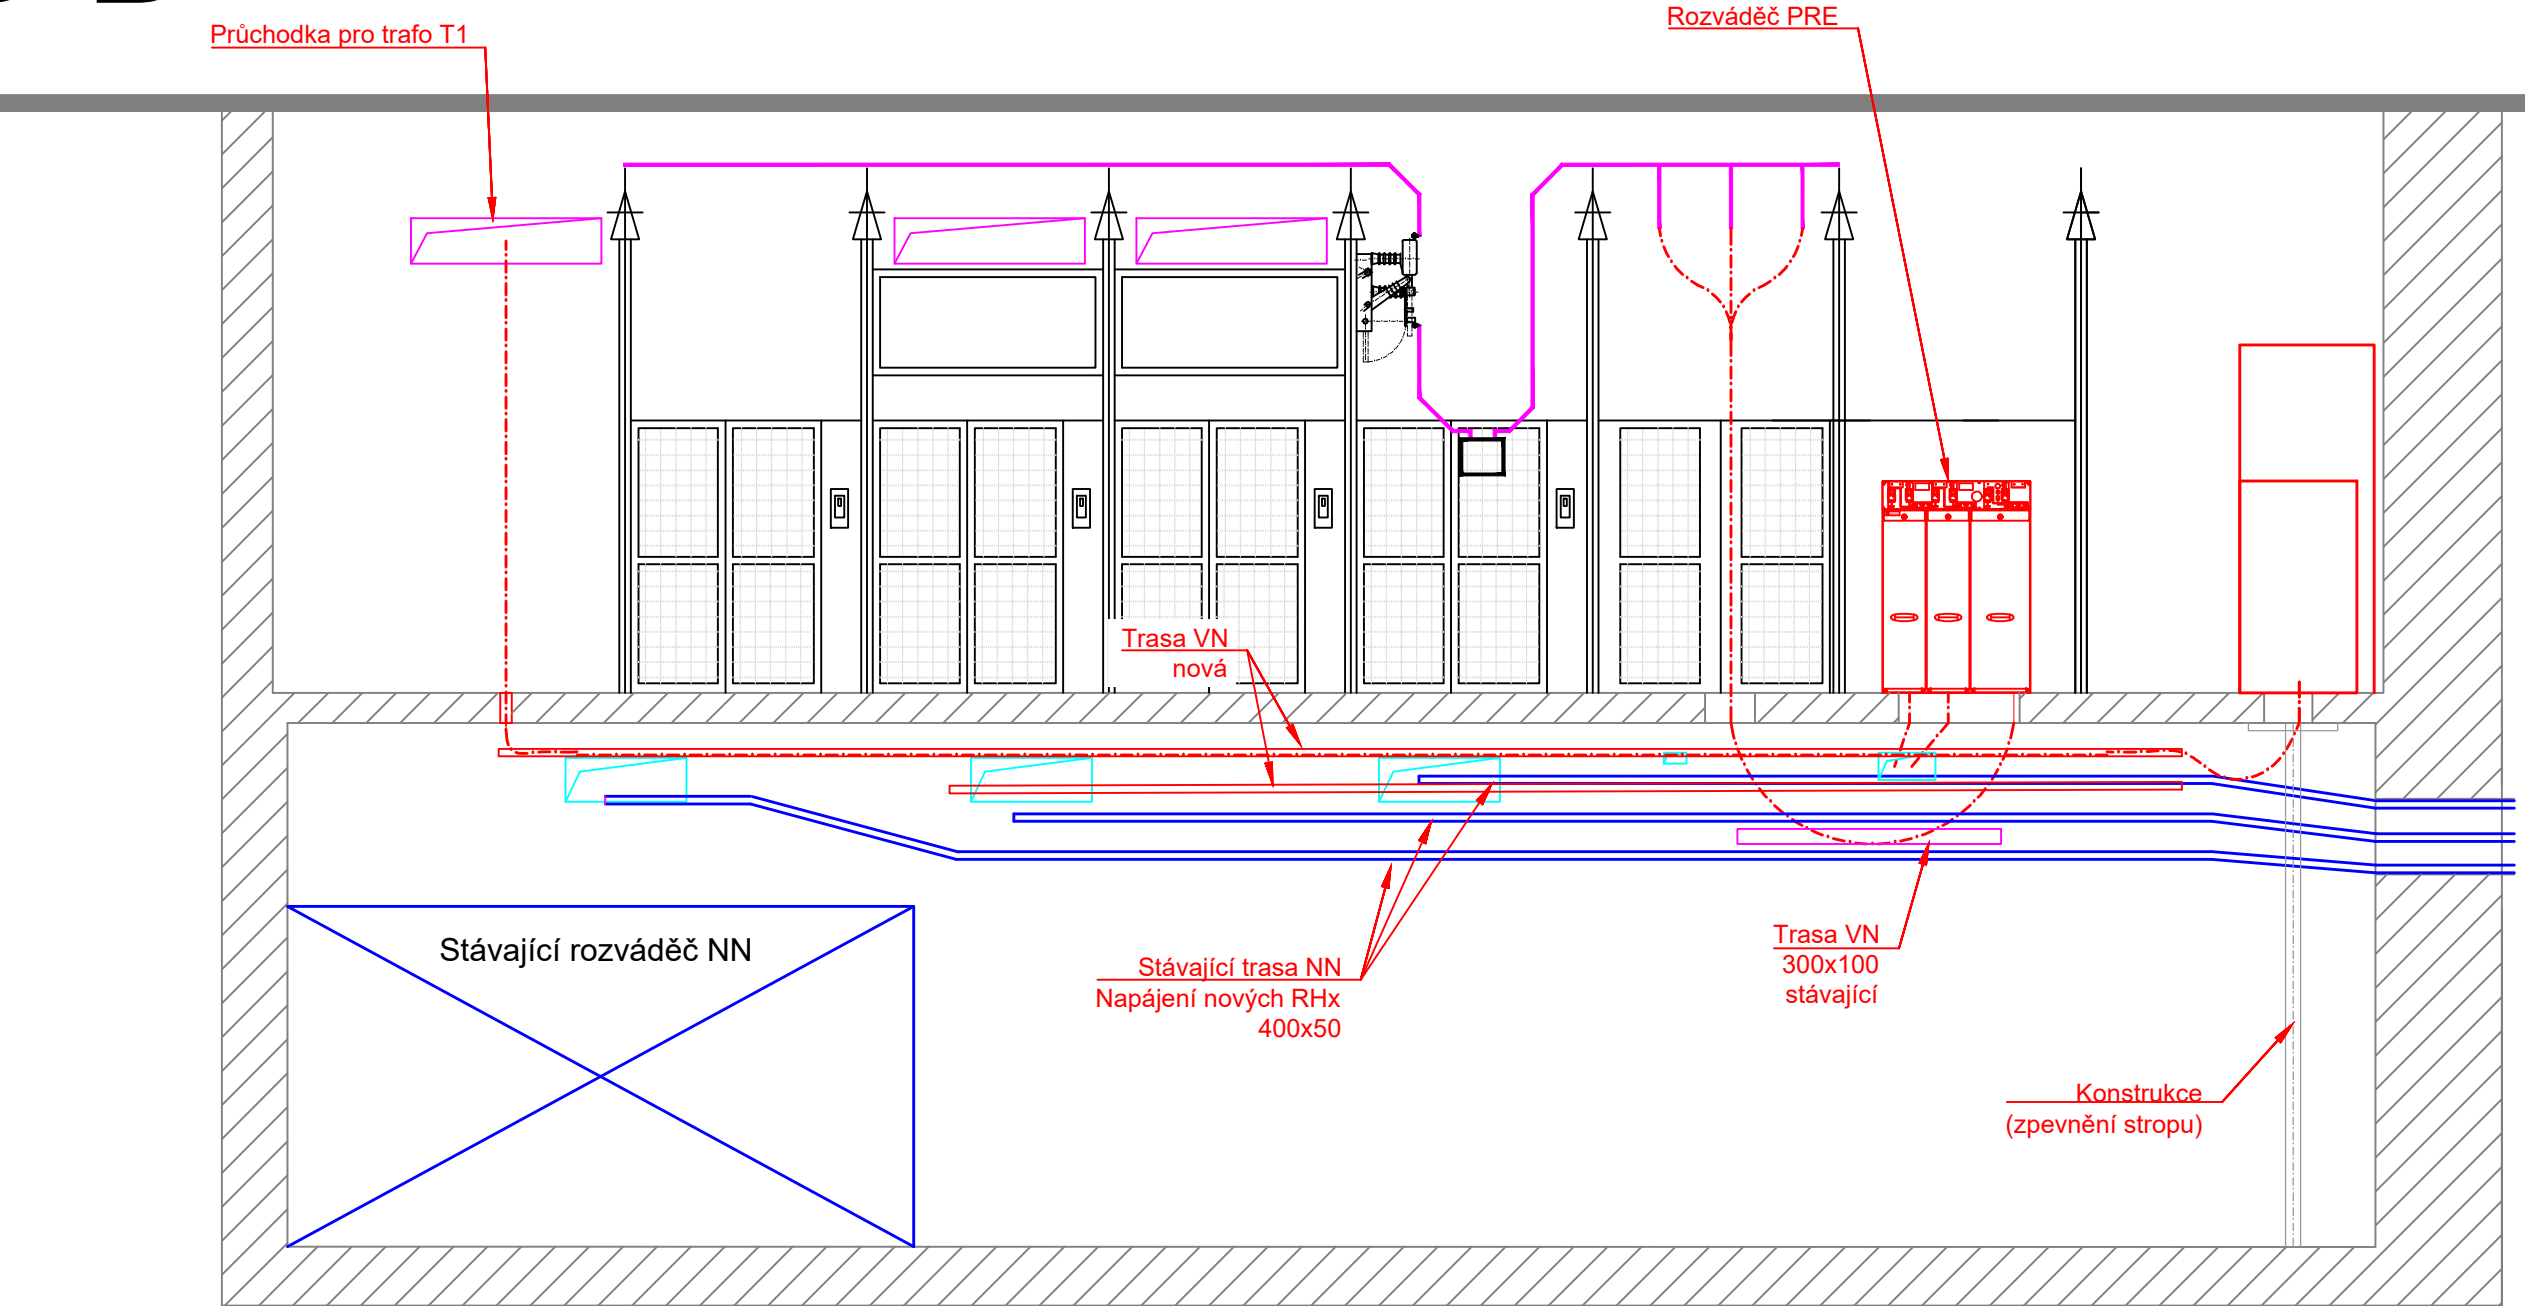 Rozváděč PRE
Průchodka pro trafo T1
Trasa VN
nová
Stávající rozváděč NN
Stávající trasa NN
Napájení nových RHx
400x50
Trasa VN
300x100
stávající
Konstrukce
(zpevnění stropu)